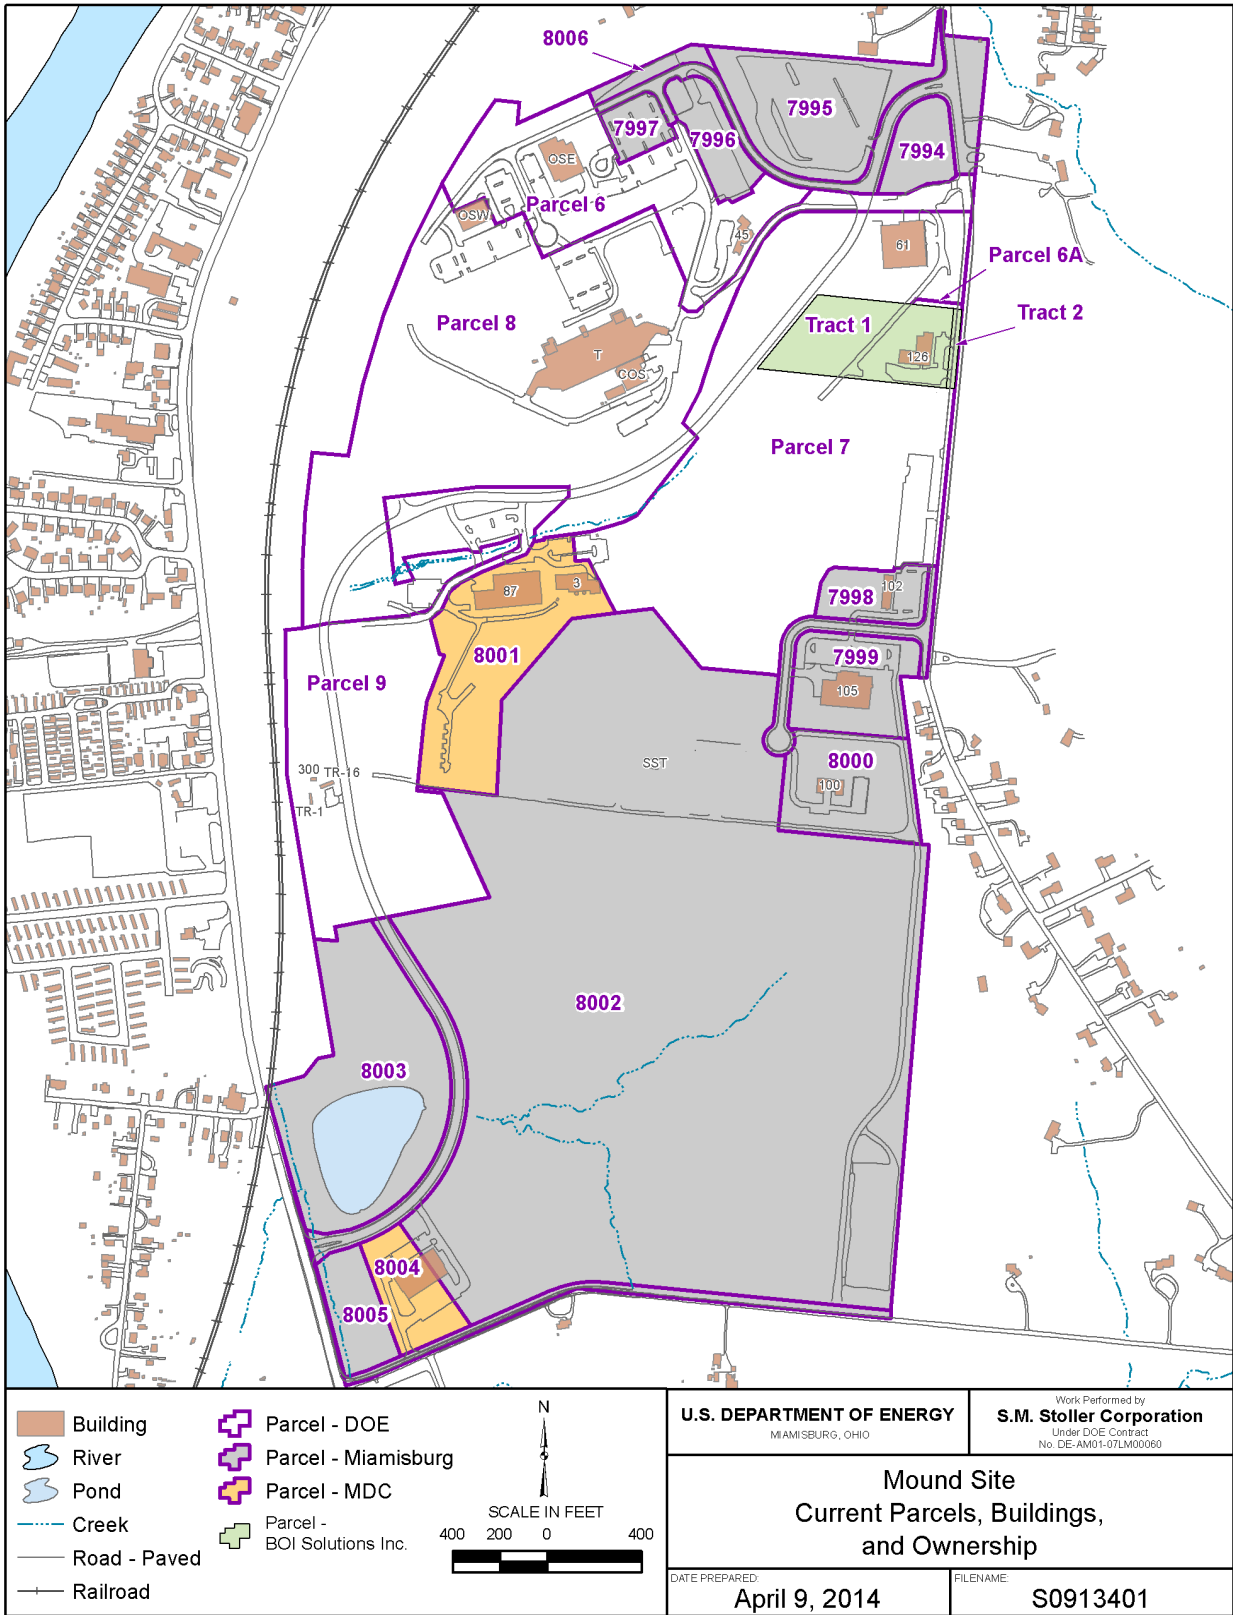 8006
7995
7997
7996
7994
OSE
Parcel 6
OSW
45
61
Parcel 6A
Tract 2
Tract 1
Parcel 8
126
T
COS
Parcel 7
87
3
102
7998
8001
7999
Parcel 9
105
SST
8000
300 TR-16
100
TR-1
8002
8003
8004
8005
Building
River
Pond
Creek
Road - Paved
Railroad
Parcel - DOE
Parcel - Miamisburg
Parcel - MDC
Parcel -
BOI Solutions Inc.
N
SCALE IN FEET
400 200 0 400
U.S. DEPARTMENT OF ENERGY
MIAMISBURG, OHIO
Work Performed by
S.M. Stoller Corporation
Under DOE Contract
No. DE-AM01-07LM00060
Mound Site
Current Parcels, Buildings,
and Ownership
DATE PREPARED:
April 9, 2014
FILENAME:
S0913401